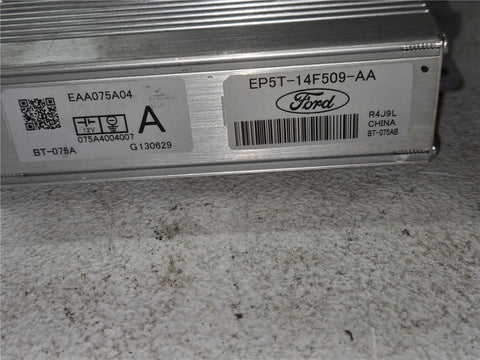 EAA075A04
12V
A
075A4004007
BT-075A
G130629
EP5T-14F509-AA
Ford
R4J9L
CHINA
BT-075AB